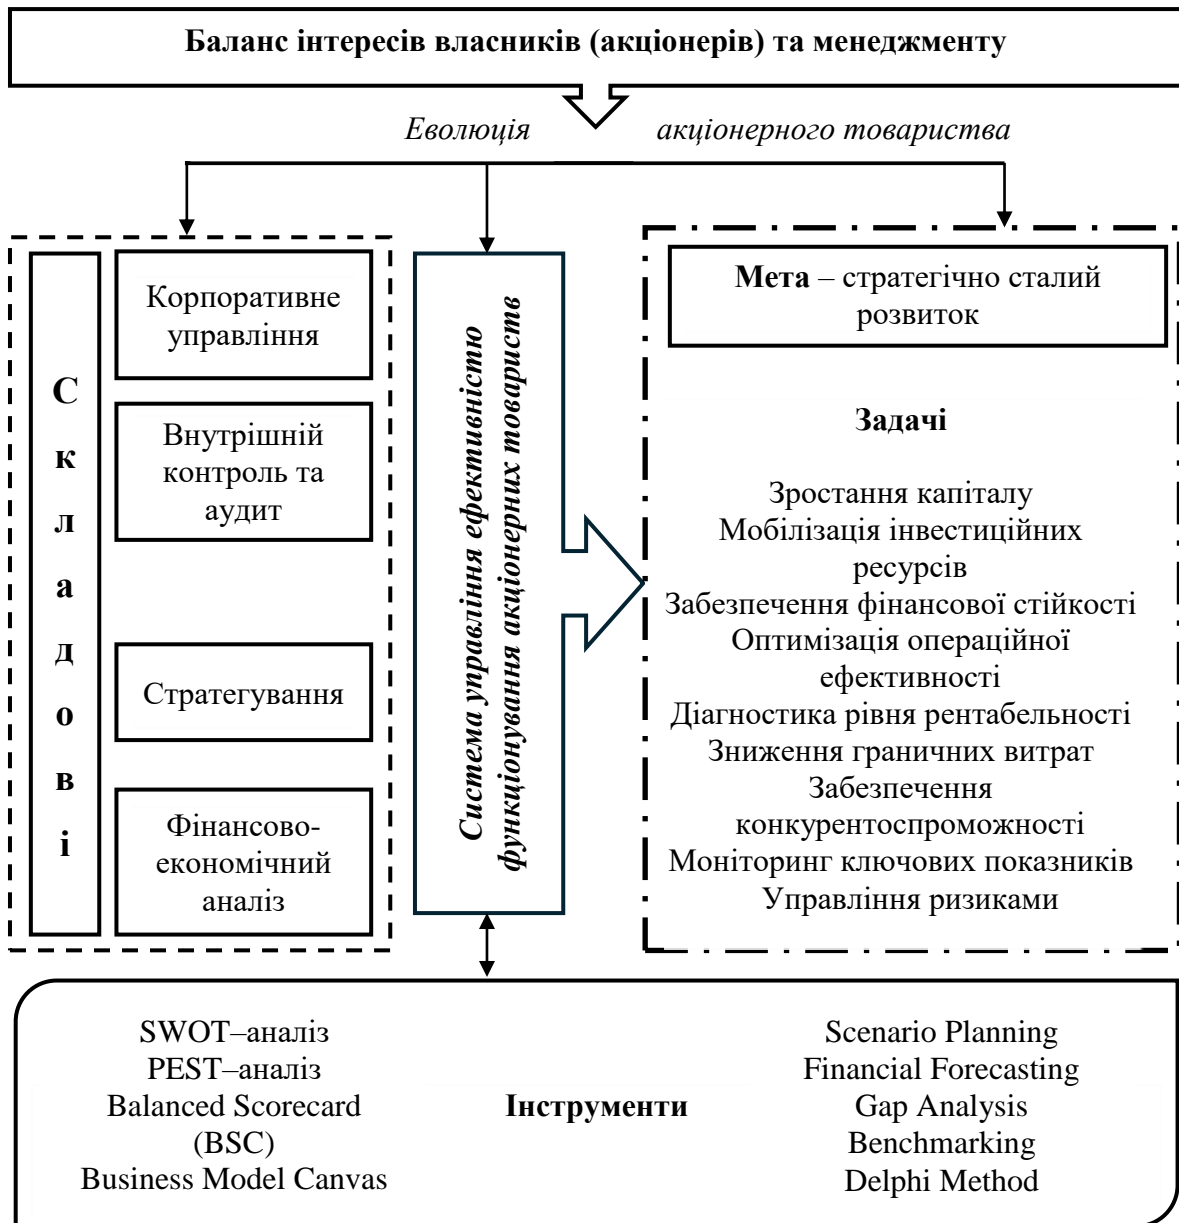 Баланс інтересів власників (акціонерів) та менеджменту
Еволюція акціонерного товариства
Складові
Корпоративне
управління
Внутрішній
контроль та
аудит
Стратегування
Фінансово-
економічний
аналіз
Система управління ефективністю
функціонування акціонерних товариств
Мета – стратегічно сталий
розвиток
Задачі
Зростання капіталу
Мобілізація інвестиційних
ресурсів
Забезпечення фінансової стійкості
Оптимізація операційної
ефективності
Діагностика рівня рентабельності
Зниження граничних витрат
Забезпечення
конкурентоспроможності
Моніторинг ключових показників
Управління ризиками
SWOT–аналіз
PEST–аналіз
Balanced Scorecard
(BSC)
Business Model Canvas
Інструменти
Scenario Planning
Financial Forecasting
Gap Analysis
Benchmarking
Delphi Method